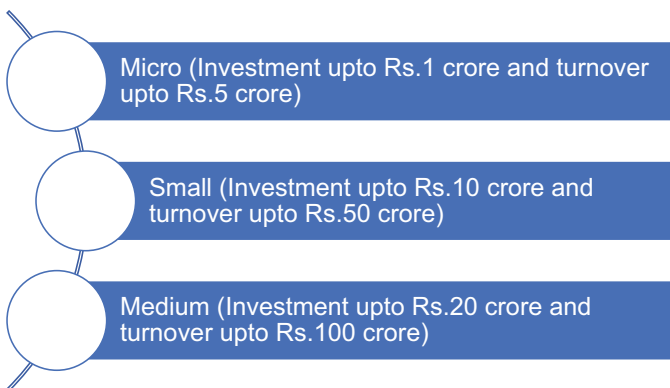 Micro (Investment upto Rs.1 crore and turnover
upto Rs.5 crore)
Small (Investment upto Rs.10 crore and
turnover upto Rs.50 crore)
Medium (Investment upto Rs.20 crore and
turnover upto Rs.100 crore)